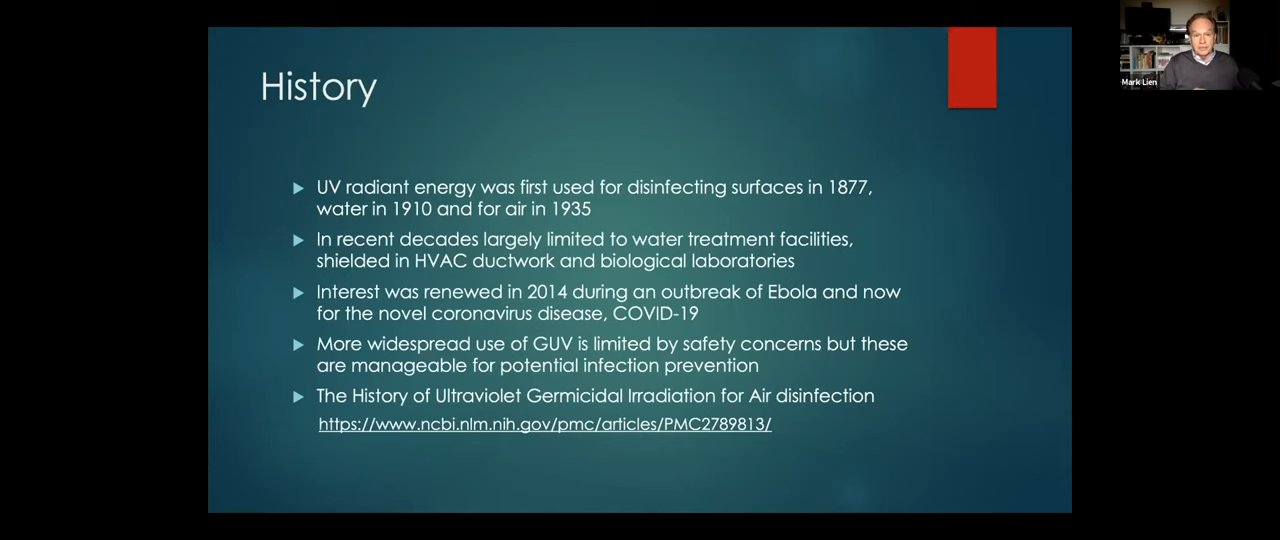 History
UV radiant energy was first used for disinfecting surfaces in 1877,
water in 1910 and for air in 1935
In recent decades largely limited to water treatment facilities,
shielded in HVAC ductwork and biological laboratories
Interest was renewed in 2014 during an outbreak of Ebola and now
for the novel coronavirus disease, COVID-19
More widespread use of GUV is limited by safety concerns but these
are manageable for potential infection prevention
The History of Ultraviolet Germicidal Irradiation for Air disinfection
https://www.ncbi.nlm.nih.gov/pmc/articles/PMC2789813/
Mark Lien